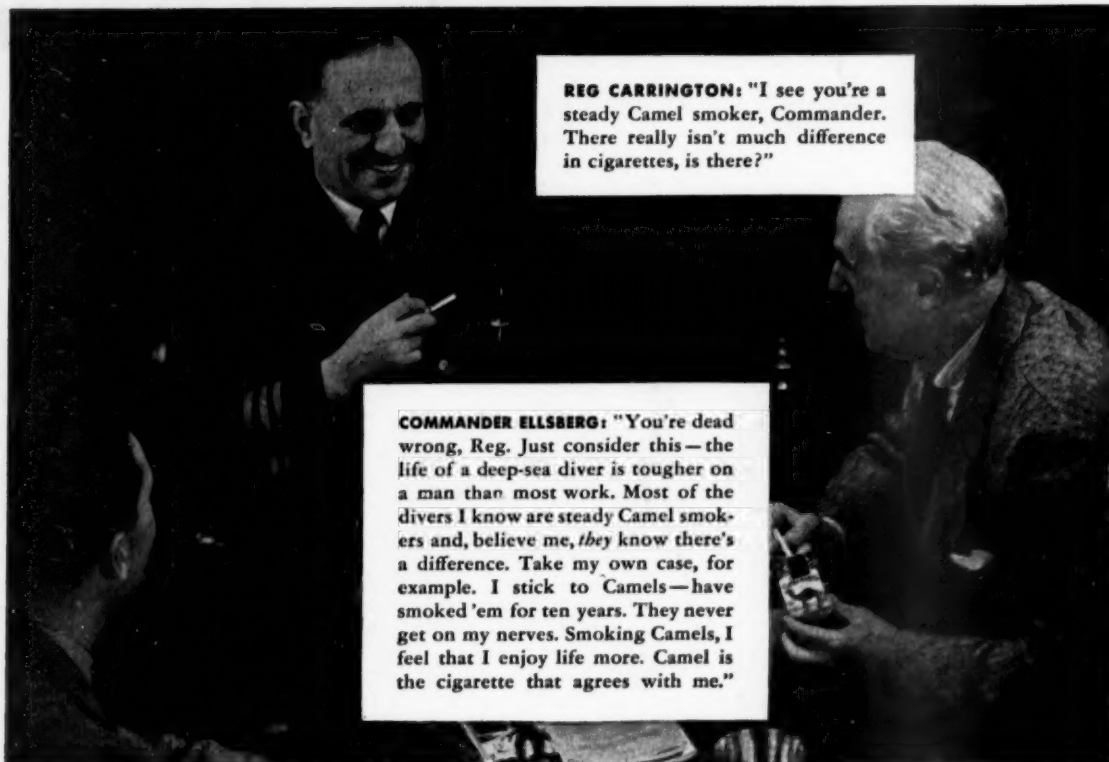 REG CARRINGTON: "I see you're a
steady Camel smoker, Commander.
There really isn't much difference
in cigarettes, is there?"
COMMANDER ELLSBERG: "You're dead
wrong, Reg. Just consider this—the
life of a deep-sea diver is tougher on
a man than most work. Most of the
divers I know are steady Camel smok-
ers and, believe me, they know there's
a difference. Take my own case, for
example. I stick to Camels—have
smoked 'em for ten years. They never
get on my nerves. Smoking Camels, I
feel that I enjoy life more. Camel is
the cigarette that agrees with me."